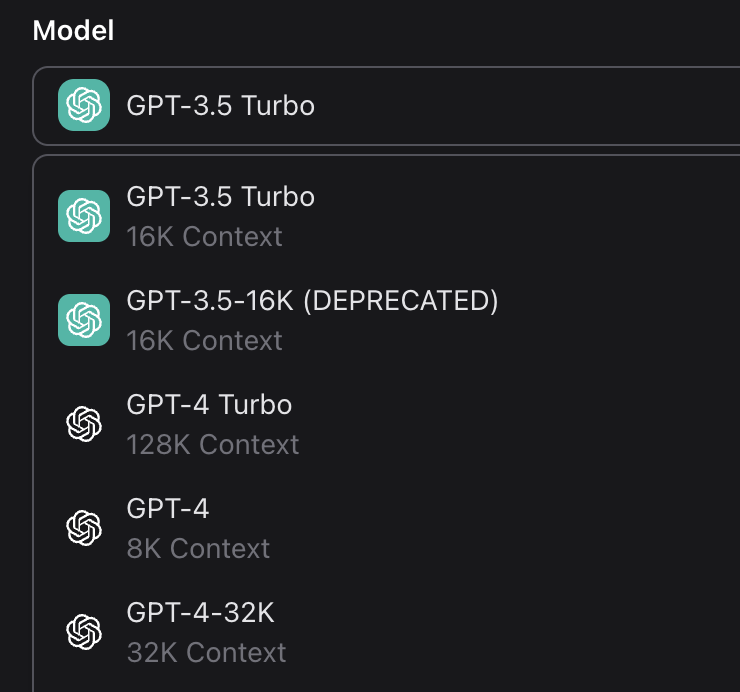 Model
GPT-3.5 Turbo
GPT-3.5 Turbo
16K Context
GPT-3.5-16K (DEPRECATED)
16K Context
GPT-4 Turbo
128K Context
GPT-4
8K Context
GPT-4-32K
32K Context